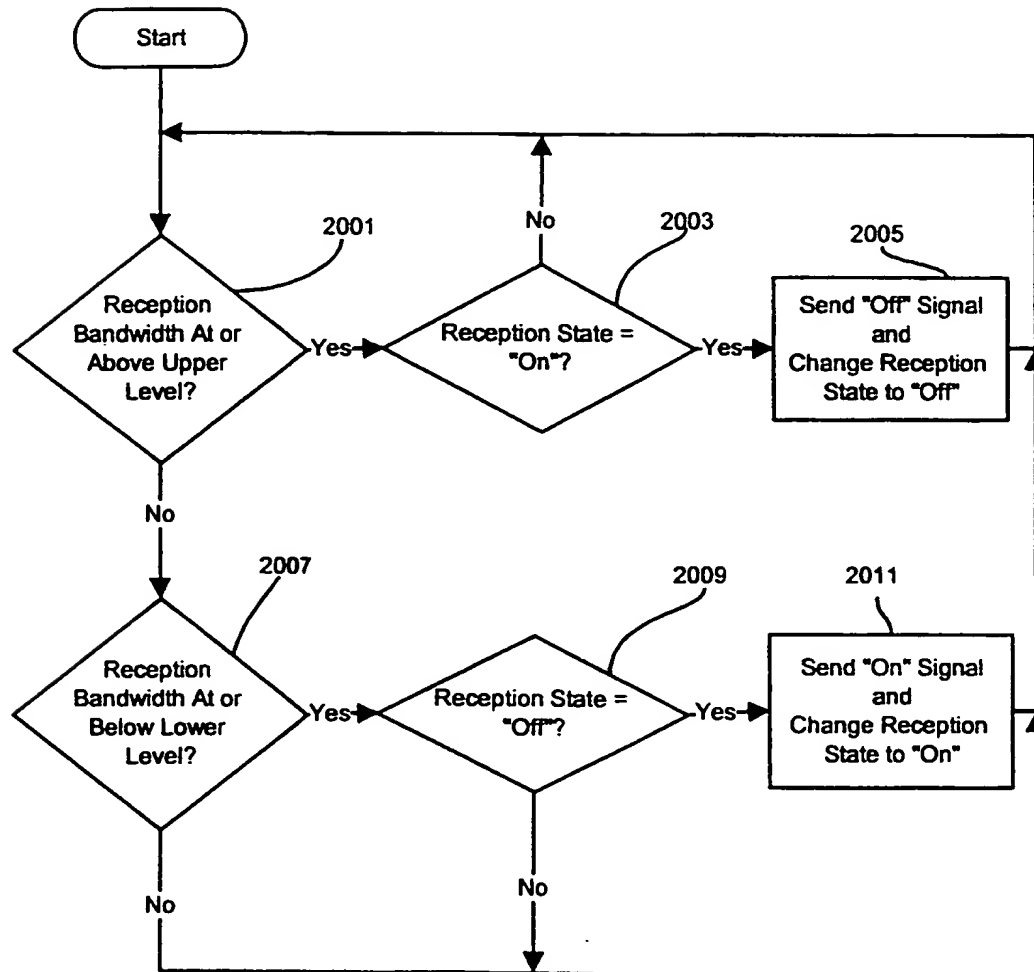 Start
No
2001
2003
2005
Reception
Bandwidth At or
Above Upper
Level?
Yes
Reception State =
"On"?
Yes
Send "Off" Signal
and
Change Reception
State to "Off"
No
2007
2009
2011
Reception
Bandwidth At or
Below Lower
Level?
Yes
Reception State =
"Off"?
Yes
Send "On" Signal
and
Change Reception
State to "On"
No
No